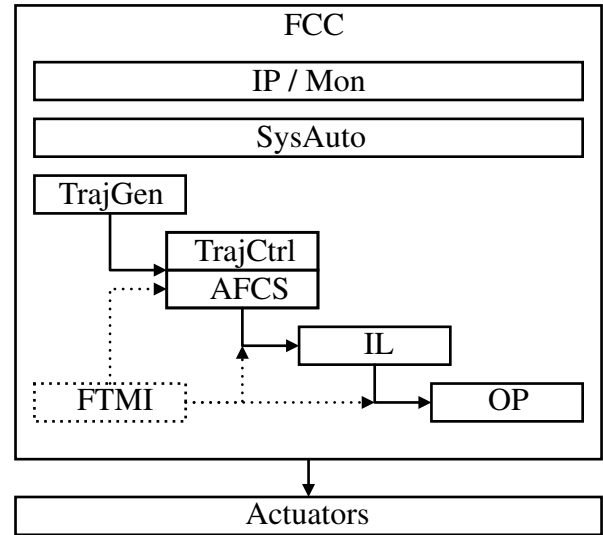 FCC
IP / Mon
SysAuto
TrajGen
TrajCtrl
AFCS
IL
FTMI
OP
Actuators